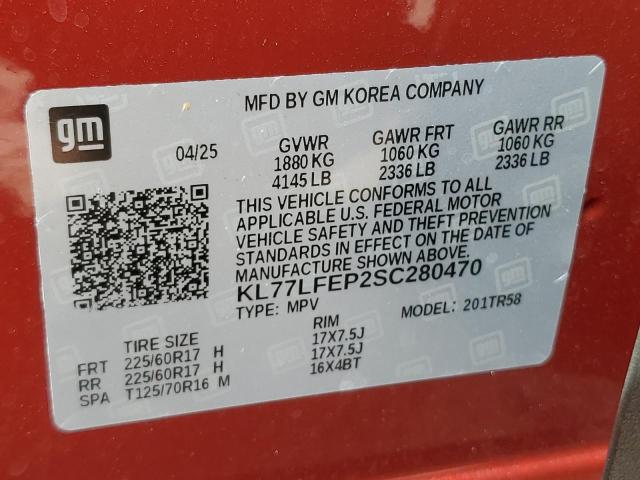 gm
MFD BY GM KOREA COMPANY
04/25
GVWR
1880 KG
4145 LB
GAWR FRT
1060 KG
2336 LB
GAWR RR
1060 KG
2336 LB
THIS VEHICLE CONFORMS TO ALL
APPLICABLE U.S. FEDERAL MOTOR
VEHICLE SAFETY AND THEFT PREVENTION
STANDARDS IN EFFECT ON THE DATE OF
MANUFACTURE SHOWN ABOVE.
KL77LFEP2SC280470
TYPE: MPV
MODEL: 201TR58
TIRE SIZE
RIM
FRT 225/60R17 H 17X7.5J
RR 225/60R17 H 17X7.5J
SPA T125/70R16 M 16X4BT